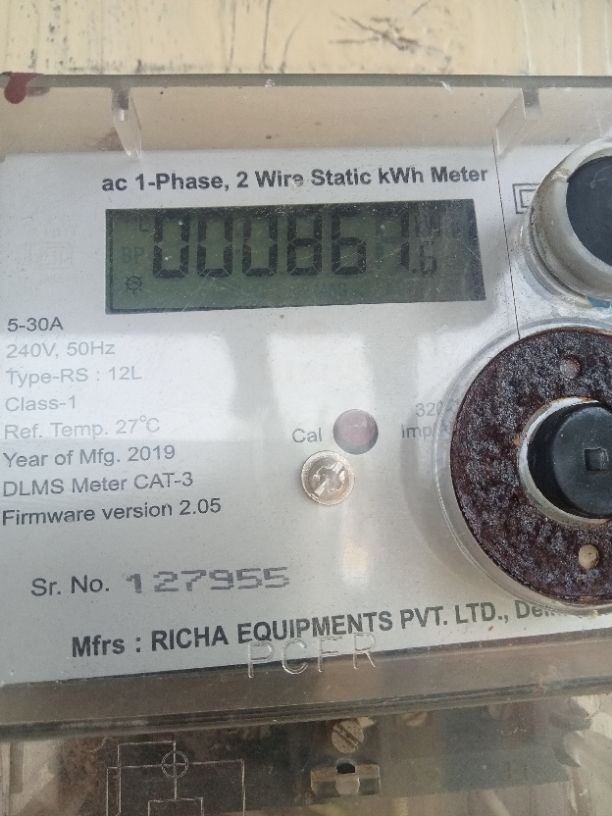 ac 1-Phase, 2 Wire Static kWh Meter
000867.6
5-30A
240V, 50Hz
Type-RS : 12L
Class-1
Ref. Temp. 27°C
Year of Mfg. 2019
DLMS Meter CAT-3
Firmware version 2.05
Cal
Sr. No. 127955
Mfrs : RICHA EQUIPMENTS PVT. LTD.,
PCFR